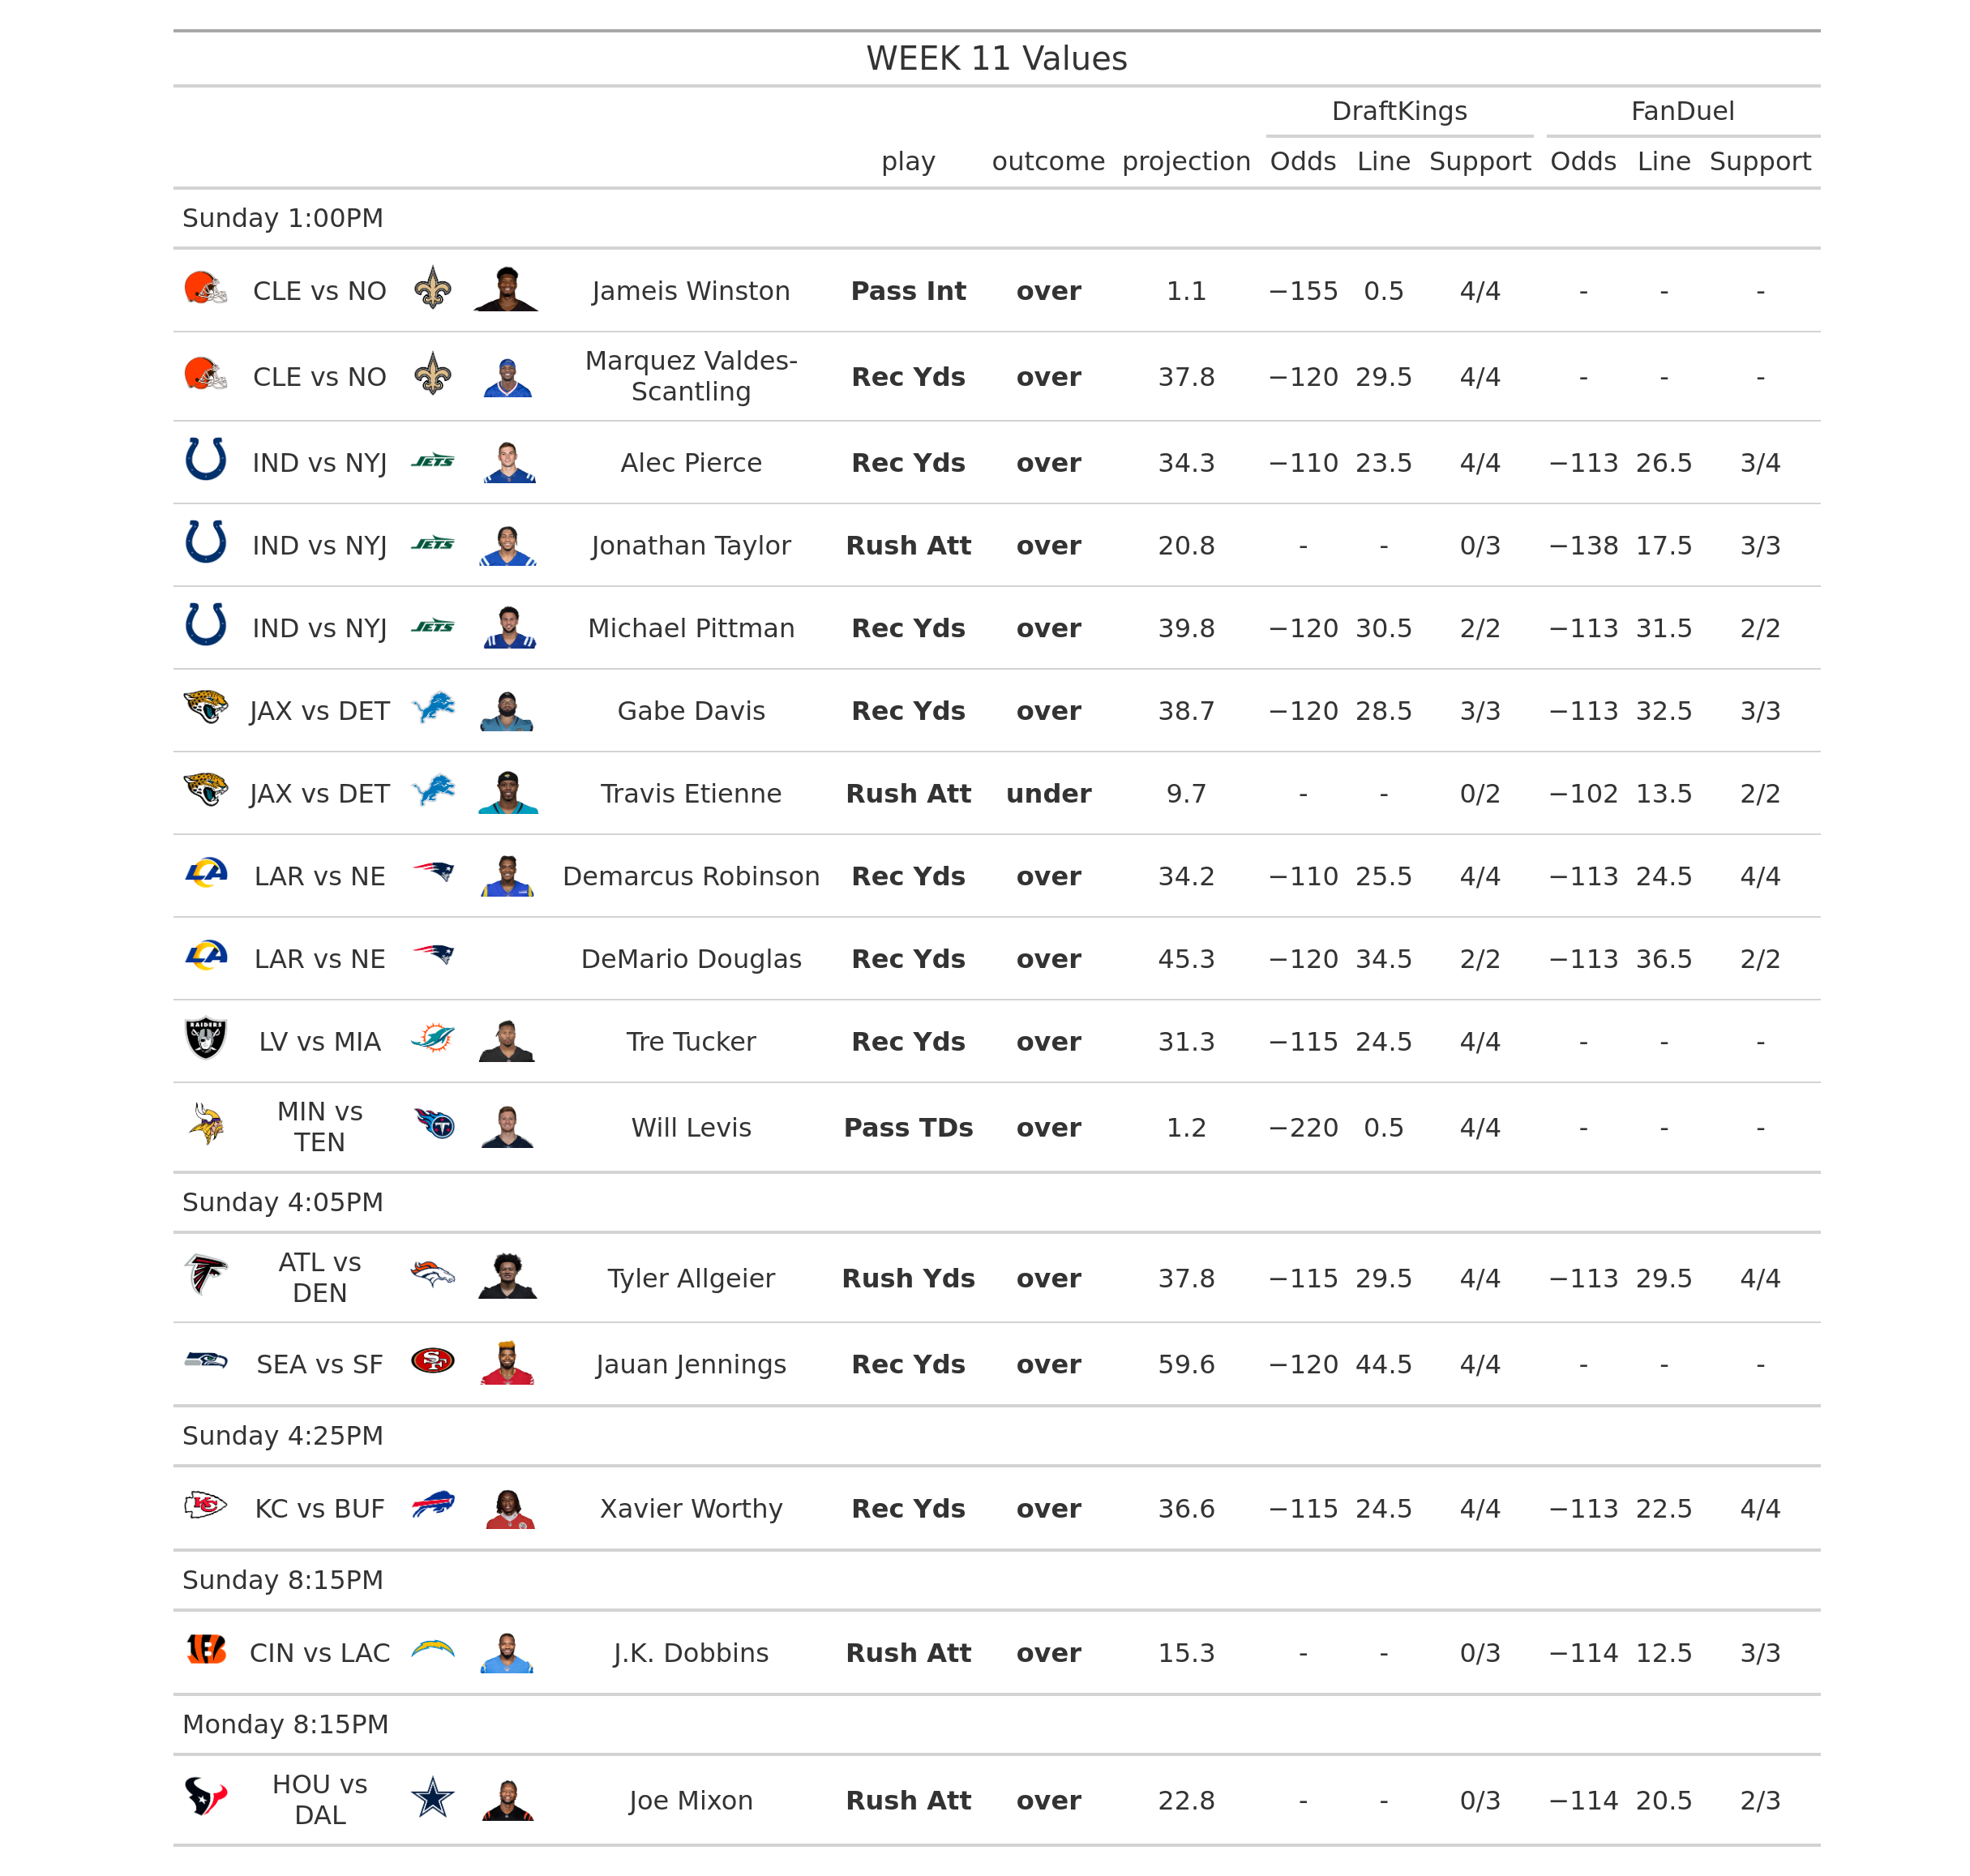 WEEK 11 Values
DraftKings FanDuel
play outcome projection Odds Line Support Odds Line Support
Sunday 1:00PM
CLE vs NO Jameis Winston Pass Int over 1.1 −155 0.5 4/4 - - -
CLE vs NO Marquez Valdes-
Scantling Rec Yds over 37.8 −120 29.5 4/4 - - -
IND vs NYJ JETS Alec Pierce Rec Yds over 34.3 −110 23.5 4/4 −113 26.5 3/4
IND vs NYJ JETS Jonathan Taylor Rush Att over 20.8 - - 0/3 −138 17.5 3/3
IND vs NYJ JETS Michael Pittman Rec Yds over 39.8 −120 30.5 2/2 −113 31.5 2/2
JAX vs DET Gabe Davis Rec Yds over 38.7 −120 28.5 3/3 −113 32.5 3/3
JAX vs DET Travis Etienne Rush Att under 9.7 - - 0/2 −102 13.5 2/2
LA LAR vs NE Demarcus Robinson Rec Yds over 34.2 −110 25.5 4/4 −113 24.5 4/4
LA LAR vs NE DeMario Douglas Rec Yds over 45.3 −120 34.5 2/2 −113 36.5 2/2
RAIDERS LV vs MIA Tre Tucker Rec Yds over 31.3 −115 24.5 4/4 - - -
MIN vs
TEN T Will Levis Pass TDs over 1.2 −220 0.5 4/4 - - -
Sunday 4:05PM
ATL vs
DEN Tyler Allgeier Rush Yds over 37.8 −115 29.5 4/4 −113 29.5 4/4
SEA vs SF SF Jauan Jennings Rec Yds over 59.6 −120 44.5 4/4 - - -
Sunday 4:25PM
KC KC vs BUF Xavier Worthy Rec Yds over 36.6 −115 24.5 4/4 −113 22.5 4/4
Sunday 8:15PM
B CIN vs LAC J.K. Dobbins Rush Att over 15.3 - - 0/3 −114 12.5 3/3
Monday 8:15PM
HOU vs
DAL Joe Mixon Rush Att over 22.8 - - 0/3 −114 20.5 2/3